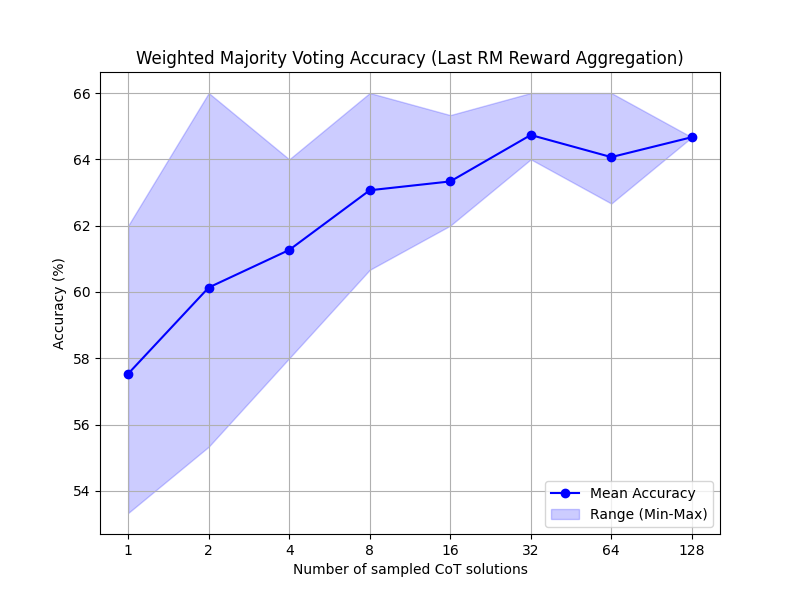 Weighted Majority Voting Accuracy (Last RM Reward Aggregation)
66
64
62
60
58
56
54
Accuracy (%)
Mean Accuracy
Range (Min-Max)
1 2 4 8 16 32 64 128
Number of sampled CoT solutions